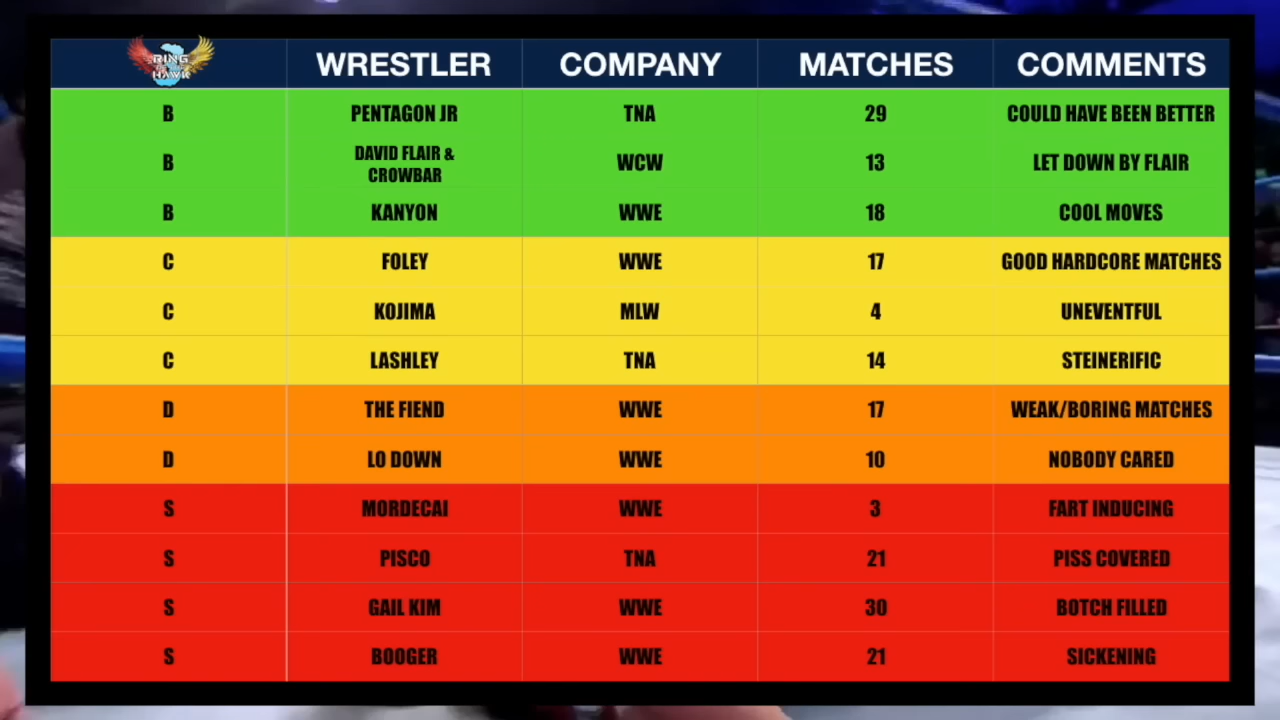 RING
HAWK
WRESTLER
COMPANY
MATCHES
COMMENTS
B
PENTAGON JR
TNA
29
COULD HAVE BEEN BETTER
B
DAVID FLAIR &
CROWBAR
WCW
13
LET DOWN BY FLAIR
B
KANYON
WWE
18
COOL MOVES
C
FOLEY
WWE
17
GOOD HARDCORE MATCHES
C
KOJIMA
MLW
4
UNEVENTFUL
C
LASHLEY
TNA
14
STEINERIFIC
D
THE FIEND
WWE
17
WEAK/BORING MATCHES
D
LO DOWN
WWE
10
NOBODY CARED
S
MORDECAI
WWE
3
FART INDUCING
S
PISCO
TNA
21
PISS COVERED
S
GAIL KIM
WWE
30
BOTCH FILLED
S
BOOGER
WWE
21
SICKENING